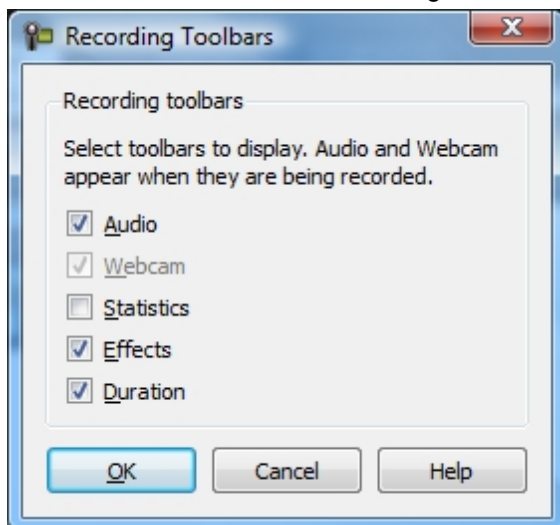 Recording Toolbars
Recording toolbars
Select toolbars to display. Audio and Webcam
appear when they are being recorded.
Audio
Webcam
Statistics
Effects
Duration
OK Cancel Help